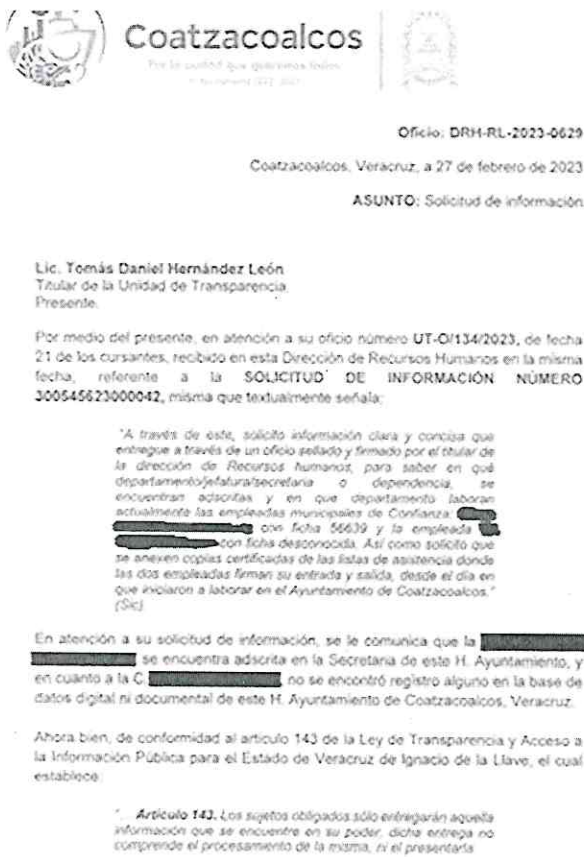 Coatzacoalcos
Por la ciudad que queremos todos
Oficio: DRH-RL-2023-0629
Coatzacoalcos, Veracruz, a 27 de febrero de 2023
ASUNTO: Solicitud de información
Lic. Tomás Daniel Hernández León
Titular de la Unidad de Transparencia.
Presente.
Por medio del presente, en atención a su oficio número UT-O/134/2023, de fecha
21 de los cursantes, recibido en esta Dirección de Recursos Humanos en la misma
fecha, referente a la SOLICITUD DE INFORMACIÓN NÚMERO
300545623000042, misma que textualmente señala:
"A través de este, solicito información clara y concisa que
entregue a través de un oficio sellado y firmado por el titular de
la dirección de Recursos humanos, para saber en qué
departamento/jefatura/secretaria o dependencia, se
encuentran adscritas y en que departamento laboran
actualmente las empleadas municipales de Confianza:
con ficha 56639 y la empleada
con ficha desconocida. Así como solicito que
se anexen copias certificadas de las listas de asistencia donde
las dos empleadas firman su entrada y salida, desde el día en
que iniciaron a laborar en el Ayuntamiento de Coatzacoalcos."
(Sic)
En atención a su solicitud de información, se le comunica que la
se encuentra adscrita en la Secretaria de este H. Ayuntamiento, y
en cuanto a la C. no se encontró registro alguno en la base de
datos digital ni documental de este H. Ayuntamiento de Coatzacoalcos, Veracruz.
Ahora bien, de conformidad al articulo 143 de la Ley de Transparencia y Acceso a
la Información Pública para el Estado de Veracruz de Ignacio de la Llave, el cual
establece:
"... Artículo 143. Los sujetos obligados sólo entregarán aquella
información que se encuentre en su poder, dicha entrega no
comprende el procesamiento de la misma, ni el presentarla